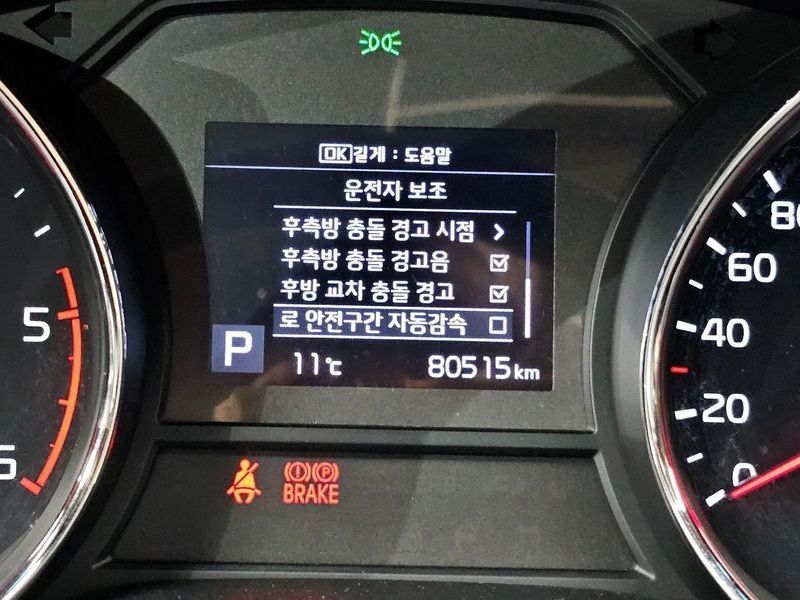 OK길게 : 도움말
운전자 보조
후측방 충돌 경고 시점
후측방 충돌 경고음
후방 교차 충돌 경고
로 안전구간 자동감속
P 11℃ 80515km
BRAKE
5
80
60
40
20
0